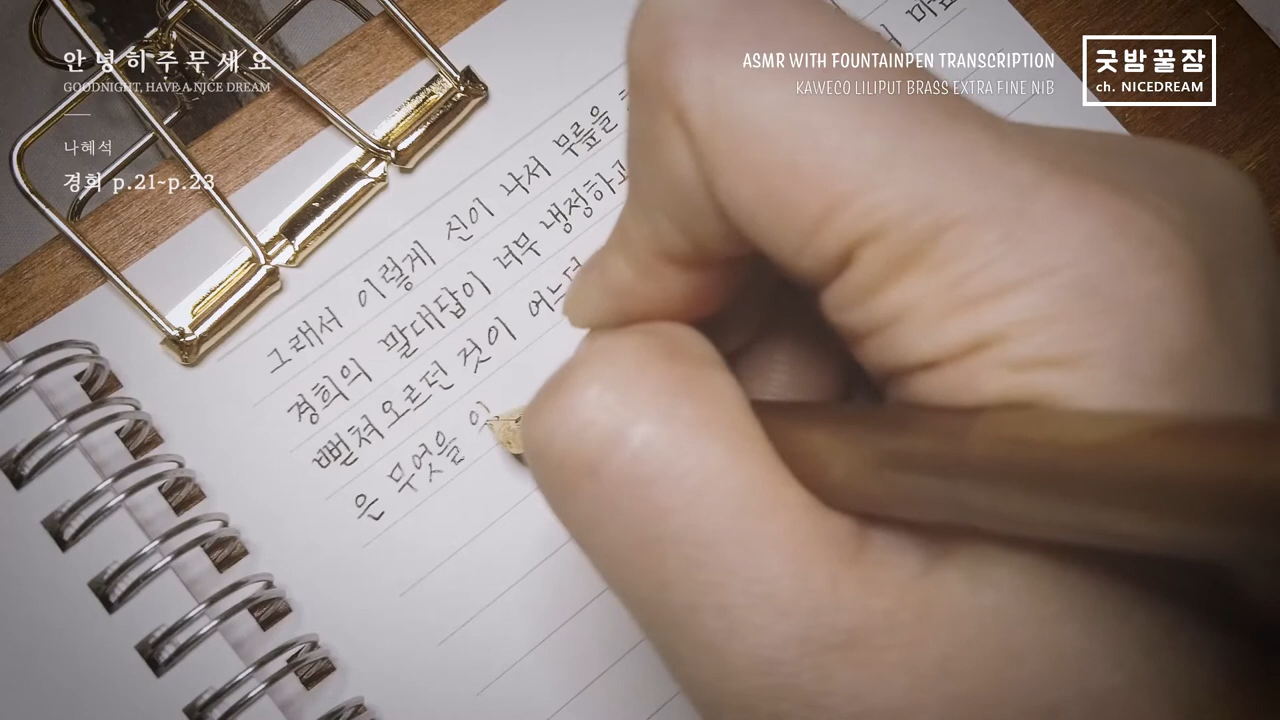 안녕히주무세요
GOODNIGHT, HAVE A NICE DREAM
나혜석
경희 p.21~p.23
ASMR WITH FOUNTAINPEN TRANSCRIPTION
KAWECO LILIPUT BRASS EXTRA FINE NIB
굿밤꿀잠
ch. NICEDREAM
그래서 이렇게 신이 나서 무릎을
경희의 말대답이 너무 냉정하고
뻗쳐오르던 것이 어느덧
은 무엇을